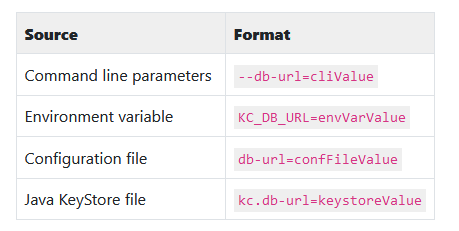 Source Format
Command line parameters --db-url=cliValue
Environment variable KC_DB_URL=envVarValue
Configuration file db-url=confFileValue
Java KeyStore file kc.db-url=keystoreValue